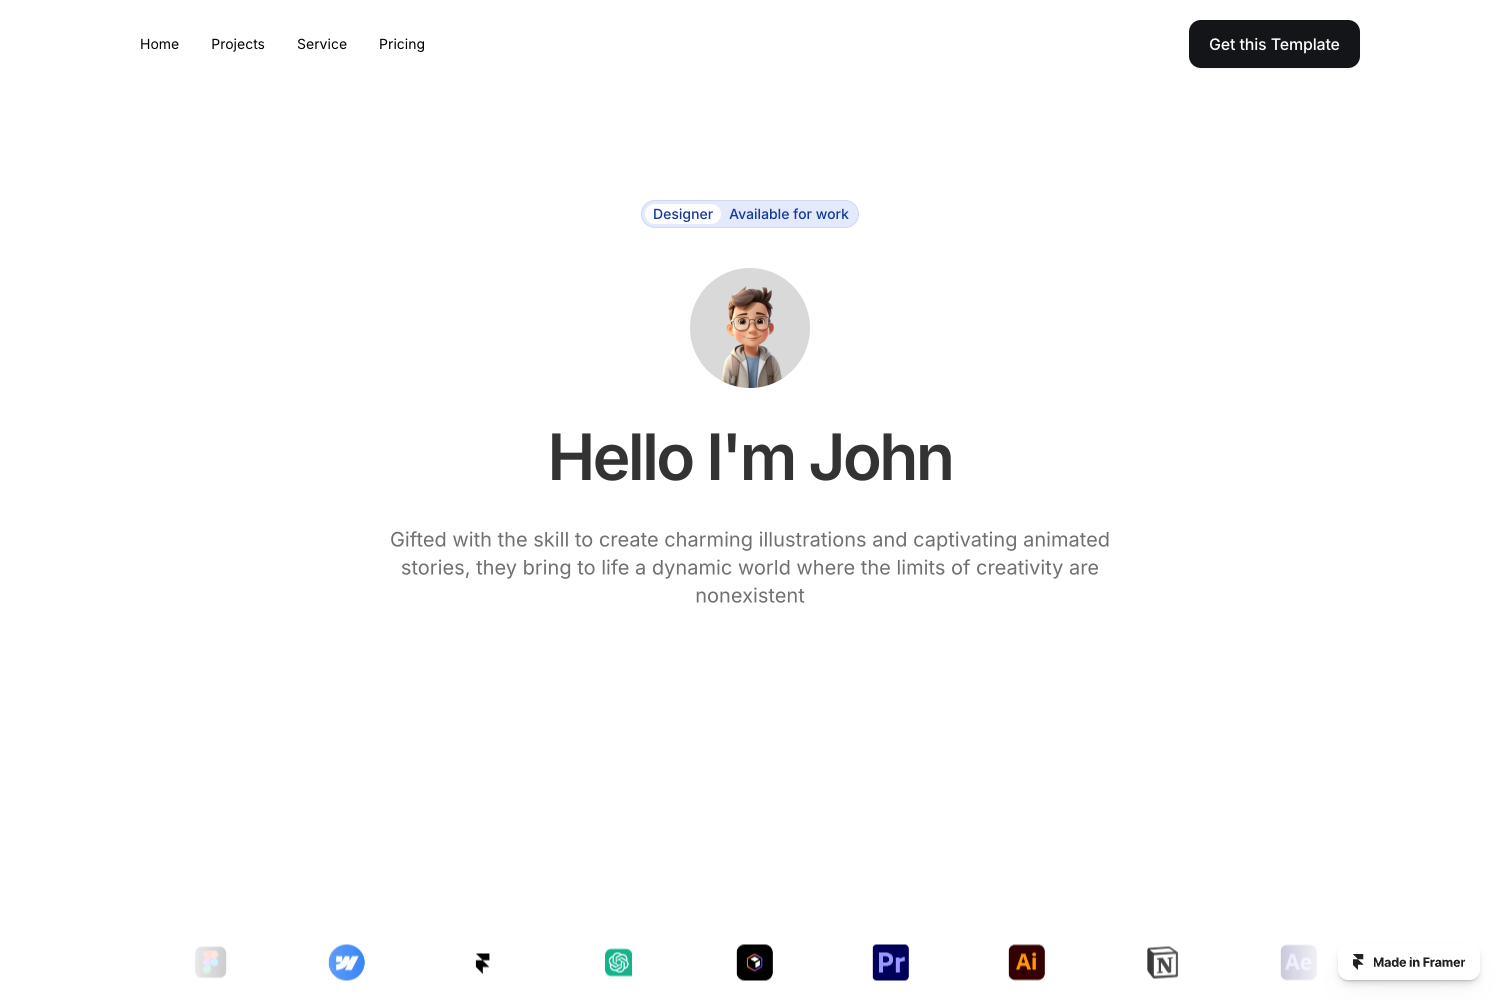 Home Projects Service Pricing Get this Template
Designer Available for work
Hello I'm John
Gifted with the skill to create charming illustrations and captivating animated
stories, they bring to life a dynamic world where the limits of creativity are
nonexistent
Pr Ai N Ae Made in Framer